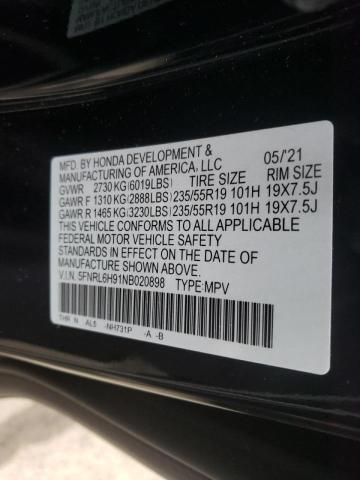 MFD. BY HONDA DEVELOPMENT &
MANUFACTURING OF AMERICA, LLC 05/'21
GVWR 2730 KG (6019LBS) TIRE SIZE RIM SIZE
GAWR F 1310 KG (2888LBS) 235/55R19 101H 19X7.5J
GAWR R 1465 KG (3230LBS) 235/55R19 101H 19X7.5J
THIS VEHICLE CONFORMS TO ALL APPLICABLE
FEDERAL MOTOR VEHICLE SAFETY
STANDARDS IN EFFECT ON THE DATE OF
MANUFACTURE SHOWN ABOVE.
V.I.N. 5FNRL6H91NB020898 TYPE:MPV
THR N AL5 -NH731P -A -B